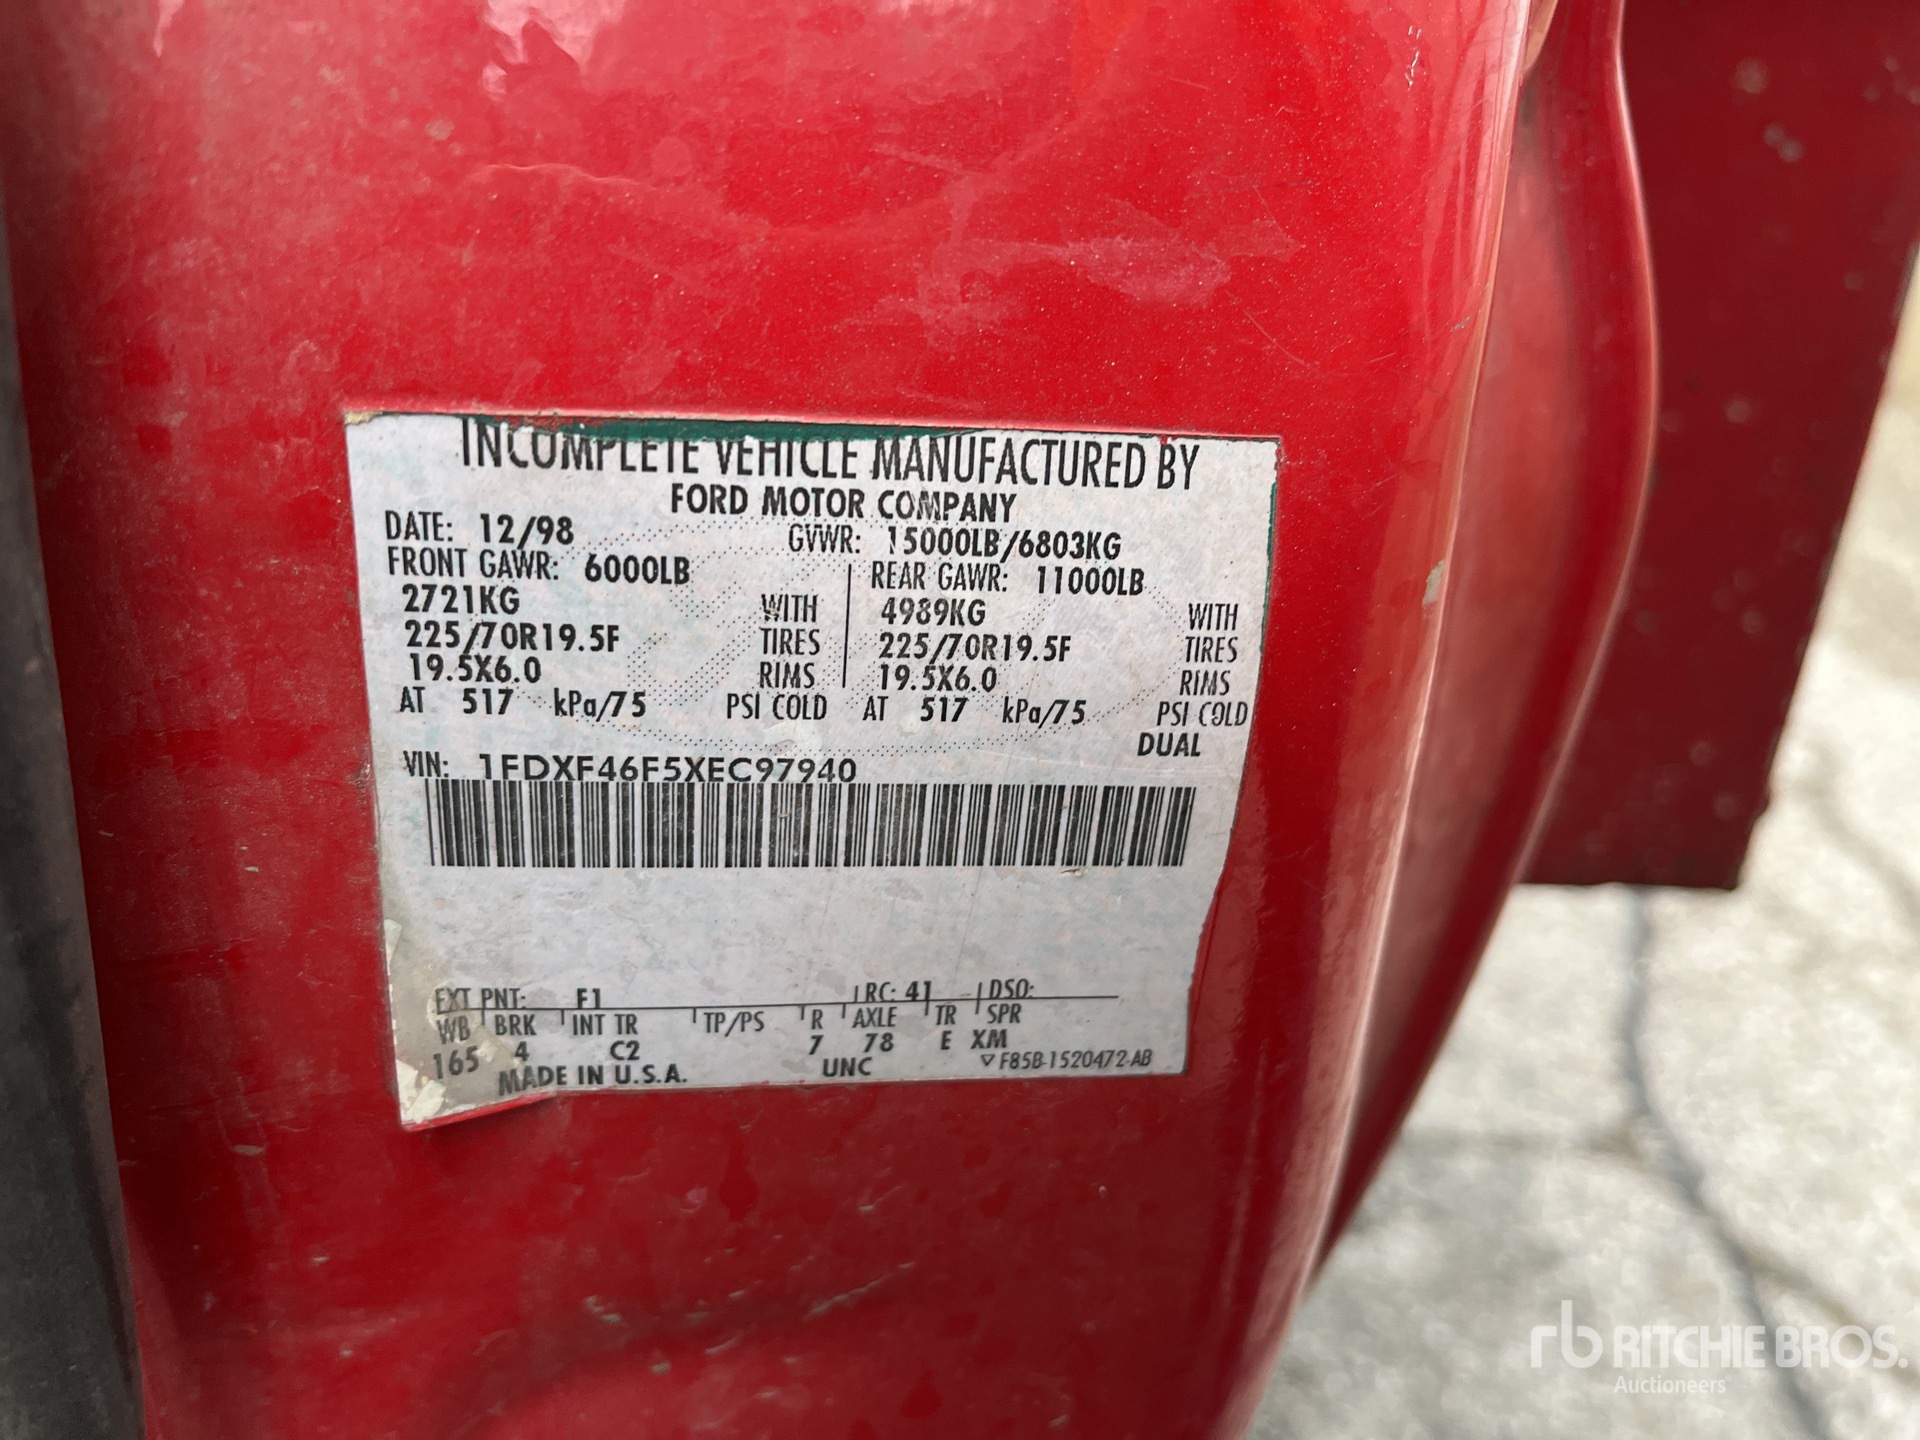 INCOMPLETE VEHICLE MANUFACTURED BY
FORD MOTOR COMPANY
DATE: 12/98 GVWR: 15000LB/6803KG
FRONT GAWR: 6000LB REAR GAWR: 11000LB
2721KG WITH 4989KG WITH
225/70R19.5F TIRES 225/70R19.5F TIRES
19.5X6.0 RIMS 19.5X6.0 RIMS
AT 517 kPa/75 PSI COLD AT 517 kPa/75 PSI COLD
DUAL
VIN: 1FDXF46F5XEC97940
EXT PNT: F1 RC: 41 DSO:
WB BRK INT TR TP/PS R AXLE TR SPR
165 4 C2 7 78 E XM
MADE IN U.S.A. UNC ▽ F85B-1520472-AB
rb RITCHIE BROS.
Auctioneers